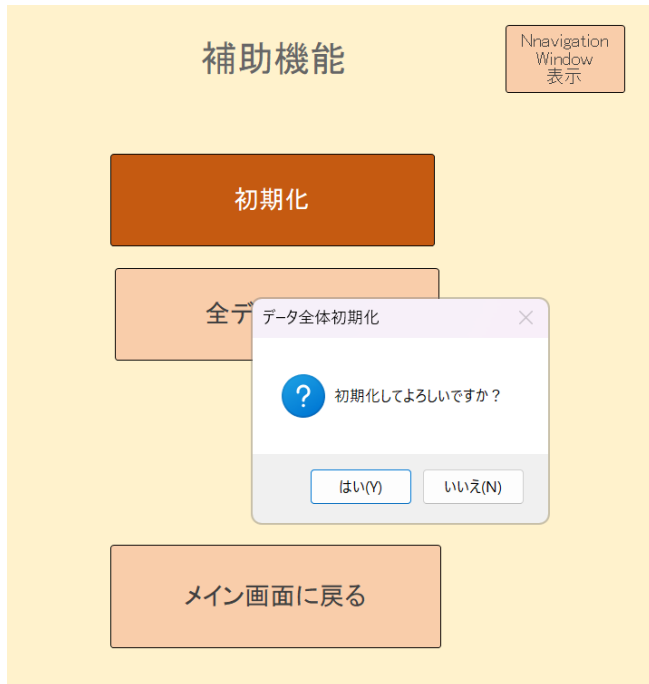 補助機能
Nnavigation
Window
表示
初期化
全デ
データ全体初期化
初期化してよろしいですか？
はい(Y)
いいえ(N)
メイン画面に戻る